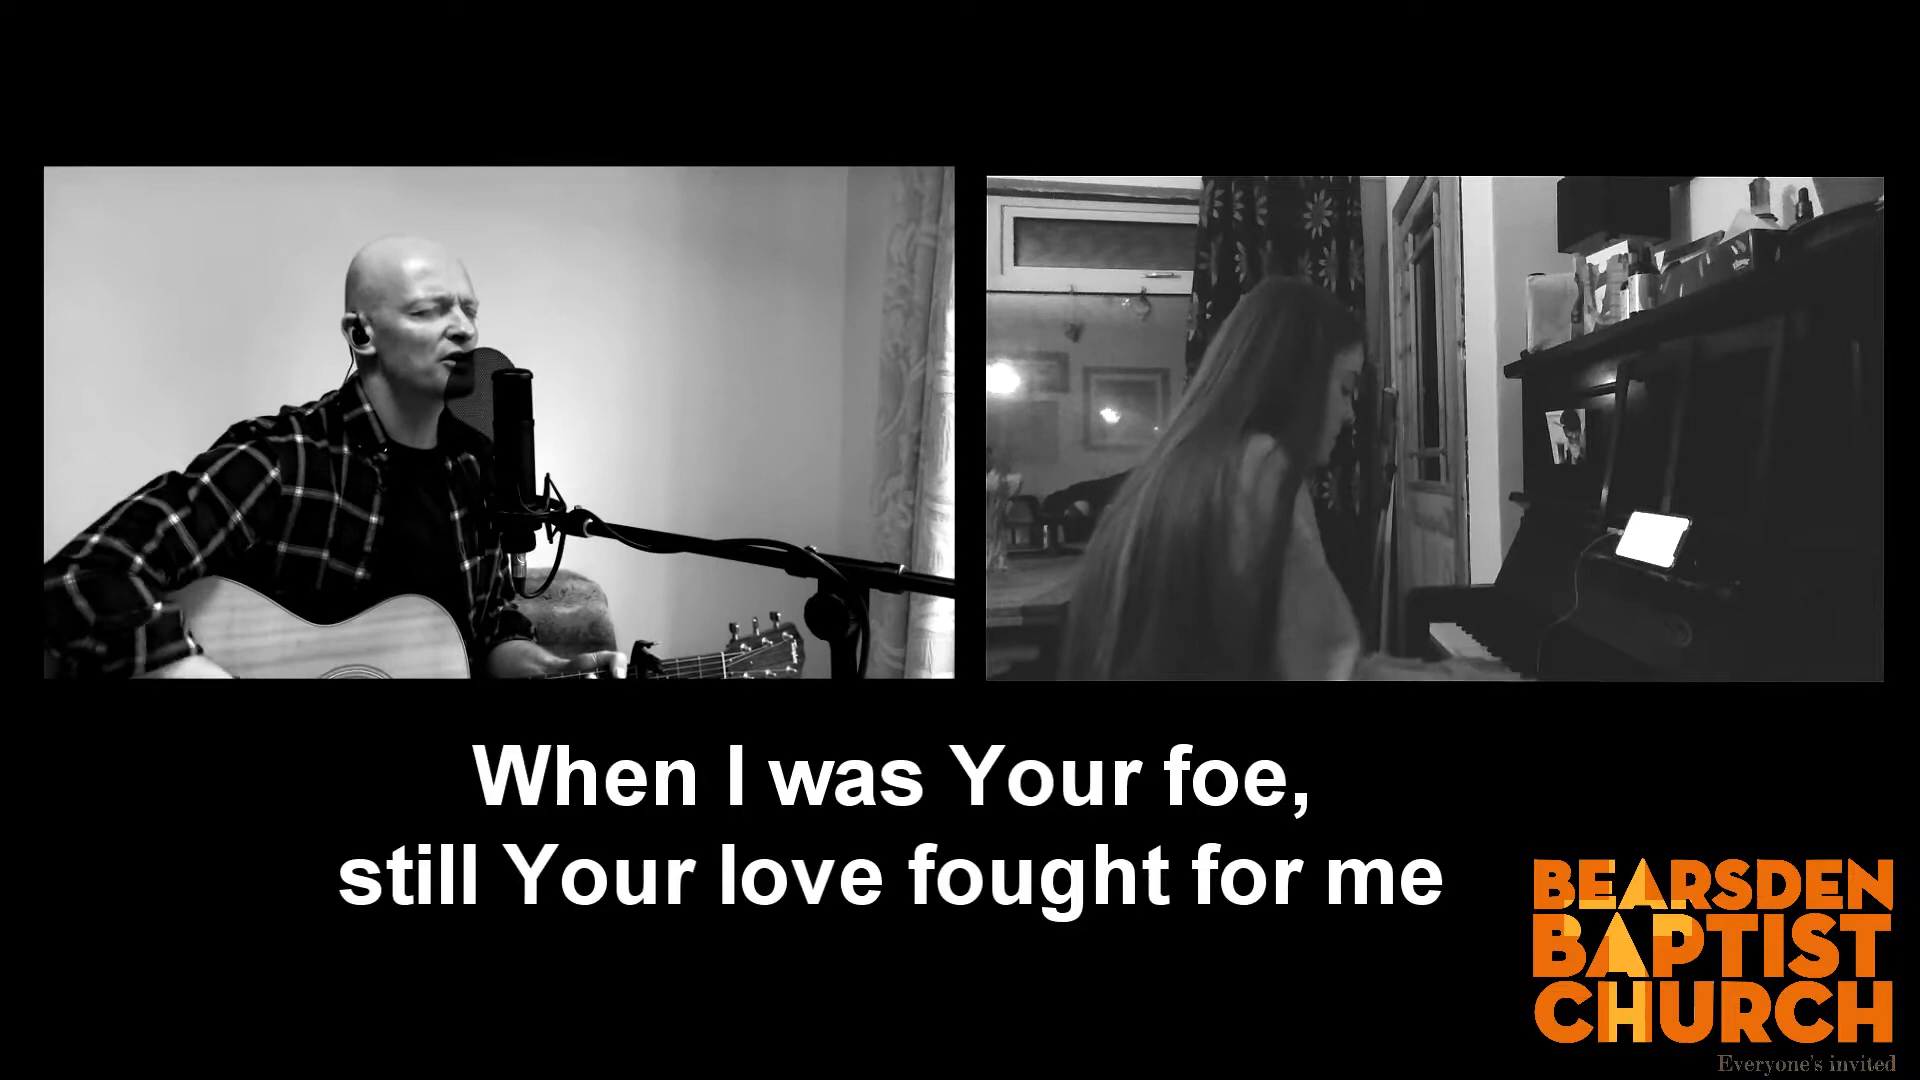 When I was Your foe,
still Your love fought for me
BEARSDEN
BAPTIST
CHURCH
Everyone's invited